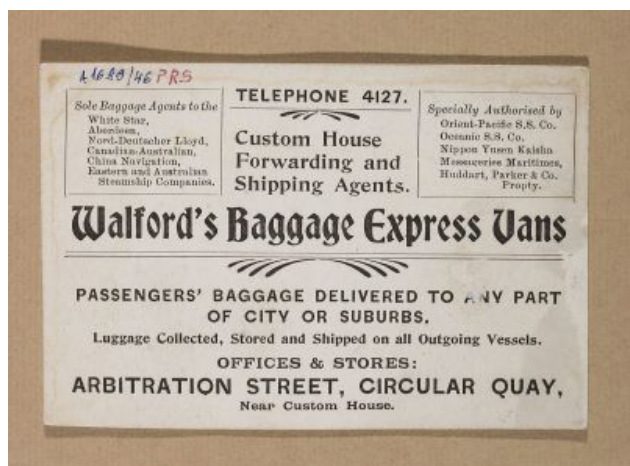 A1689/46 PRS
Sole Baggage Agents to the
White Star,
Aberdeen,
Nord-Deutscher Lloyd,
Canadian-Australian,
China Navigation,
Eastern and Australian
Steamship Companies.
TELEPHONE 4127.
Custom House
Forwarding and
Shipping Agents.
Specially Authorised by
Orient-Pacific S.S. Co.
Oceanic S.S. Co.
Nippon Yusen Kaisha
Messageries Maritimes,
Huddart, Parker & Co.
Propty.
Walford's Baggage Express Vans
PASSENGERS' BAGGAGE DELIVERED TO ANY PART
OF CITY OR SUBURBS.
Luggage Collected, Stored and Shipped on all Outgoing Vessels.
OFFICES & STORES:
ARBITRATION STREET, CIRCULAR QUAY,
Near Custom House.